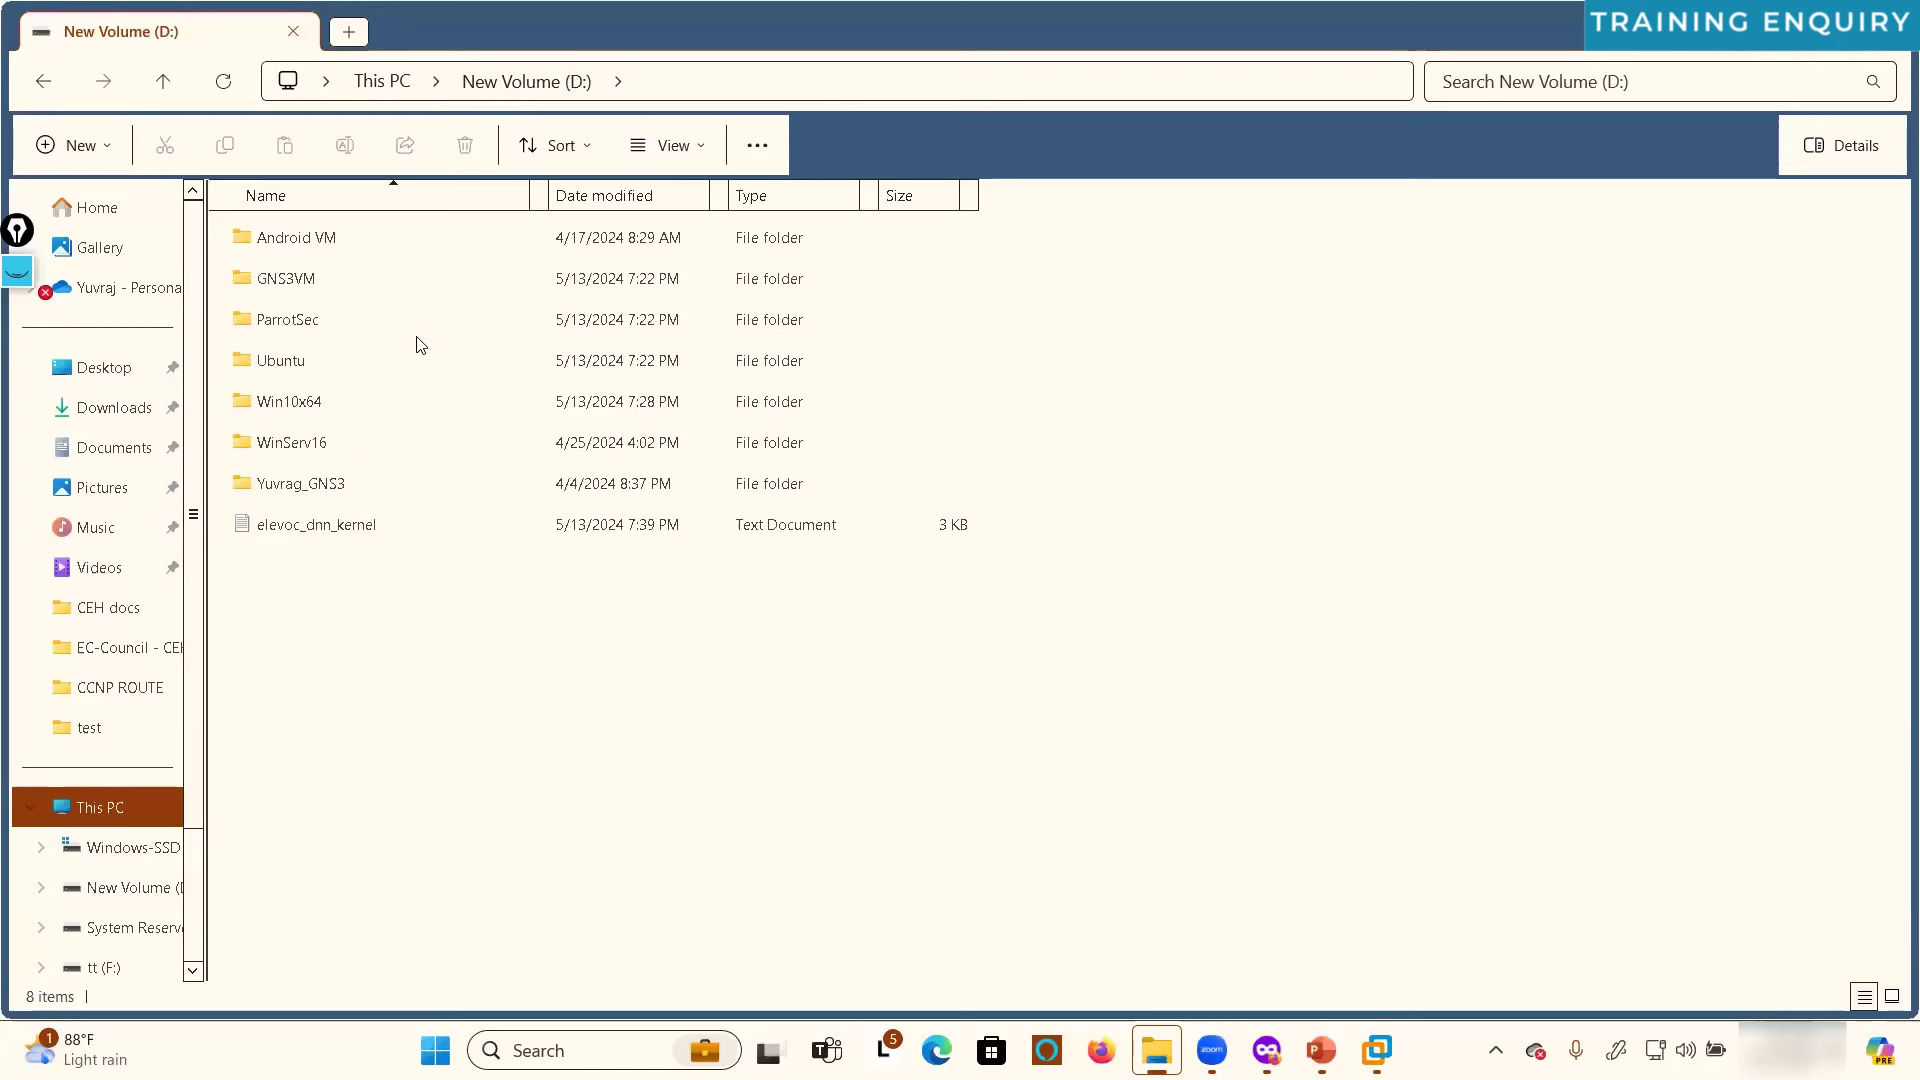 New Volume (D:)
TRAINING ENQUIRY
This PC
New Volume (D:)
Search New Volume (D:)
New
Sort
View
Details
Name Date modified Type Size
Home
Gallery
Yuvraj - Persona
Desktop
Downloads
Documents
Pictures
Music
Videos
CEH docs
EC-Council - CEH
CCNP ROUTE
test
This PC
Windows-SSD
New Volume (D
System Reserve
tt (F:)
Android VM 4/17/2024 8:29 AM File folder
GNS3VM 5/13/2024 7:22 PM File folder
ParrotSec 5/13/2024 7:22 PM File folder
Ubuntu 5/13/2024 7:22 PM File folder
Win10x64 5/13/2024 7:28 PM File folder
WinServ16 4/25/2024 4:02 PM File folder
Yuvrag_GNS3 4/4/2024 8:37 PM File folder
elevoc_dnn_kernel 5/13/2024 7:39 PM Text Document 3 KB
8 items
1
88°F
Light rain
Search
L 5
zoom
PRE